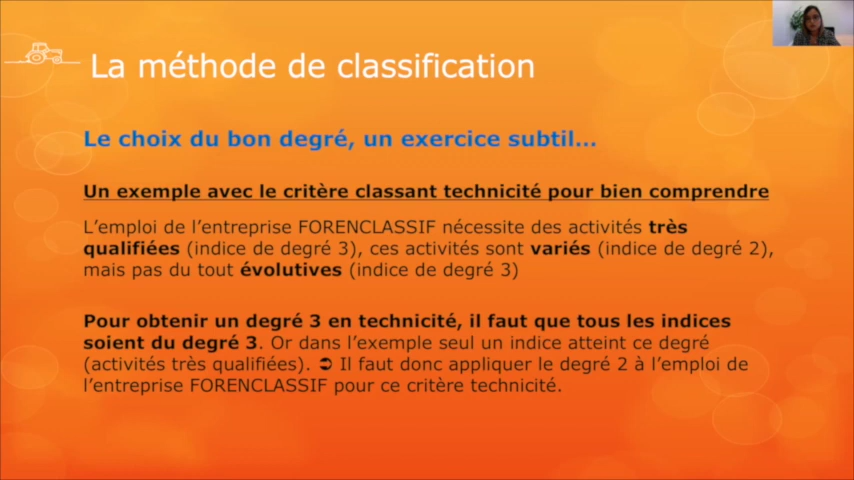 La méthode de classification
Le choix du bon degré, un exercice subtil...
Un exemple avec le critère classant technicité pour bien comprendre
L’emploi de l’entreprise FORENCLASSIF nécessite des activités très
qualifiées (indice de degré 3), ces activités sont variés (indice de degré 2),
mais pas du tout évolutives (indice de degré 3)
Pour obtenir un degré 3 en technicité, il faut que tous les indices
soient du degré 3. Or dans l’exemple seul un indice atteint ce degré
(activités très qualifiées). ➲ Il faut donc appliquer le degré 2 à l’emploi de
l’entreprise FORENCLASSIF pour ce critère technicité.